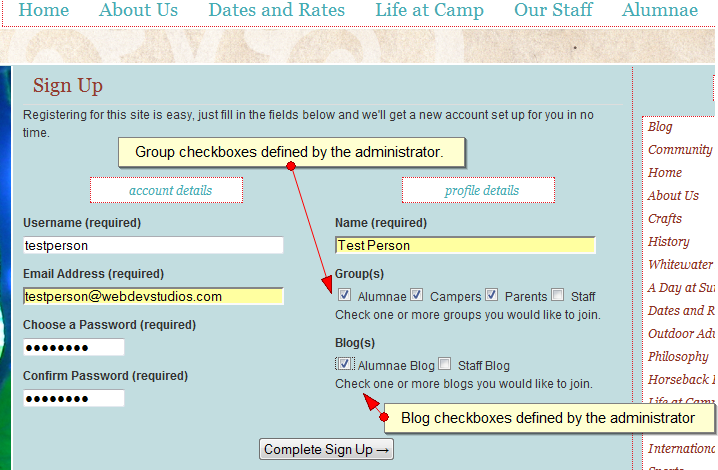 Home About Us Dates and Rates Life at Camp Our Staff Alumnae
Sign Up
Registering for this site is easy, just fill in the fields below and we'll get a new account set up for you in no
time.
Group checkboxes defined by the administrator.
account details
Username (required)
testperson
Email Address (required)
testperson@webdevstudios.com
Choose a Password (required)
●●●●●●●●
Confirm Password (required)
●●●●●●●●
profile details
Name (required)
Test Person
Group(s)
Alumnae Campers Parents Staff
Check one or more groups you would like to join.
Blog(s)
Alumnae Blog Staff Blog
Check one or more blogs you would like to join.
Blog checkboxes defined by the administrator
Complete Sign Up →
Blog
Community
Home
About Us
Crafts
History
Whitewater
A Day at Su
Dates and R
Outdoor Adv
Philosophy
Horseback
Life at Camp
Internationa